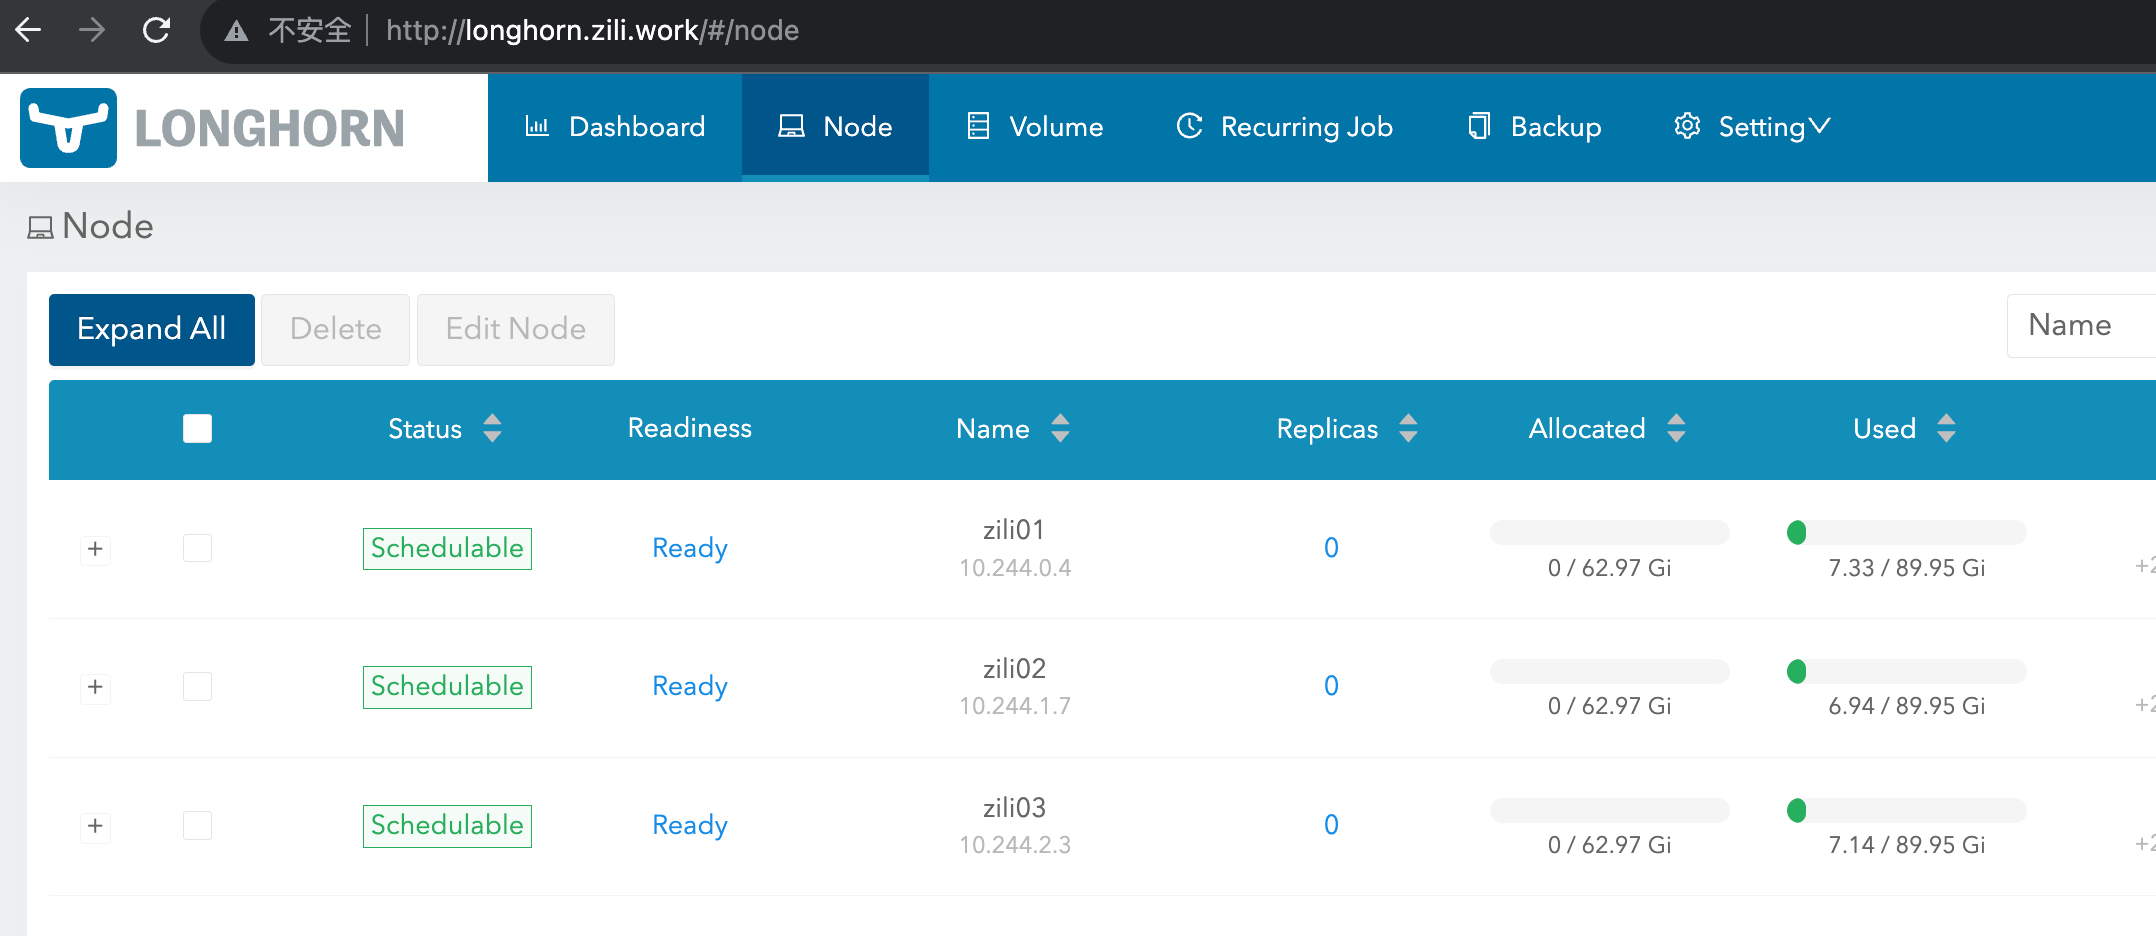 不安全 http://longhorn.zili.work/#/node
LONGHORN Dashboard Node Volume Recurring Job Backup Setting
Node
Expand All Delete Edit Node Name
Status Readiness Name Replicas Allocated Used
Schedulable Ready zili01 0
10.244.0.4 0 / 62.97 Gi 7.33 / 89.95 Gi
Schedulable Ready zili02 0
10.244.1.7 0 / 62.97 Gi 6.94 / 89.95 Gi
Schedulable Ready zili03 0
10.244.2.3 0 / 62.97 Gi 7.14 / 89.95 Gi